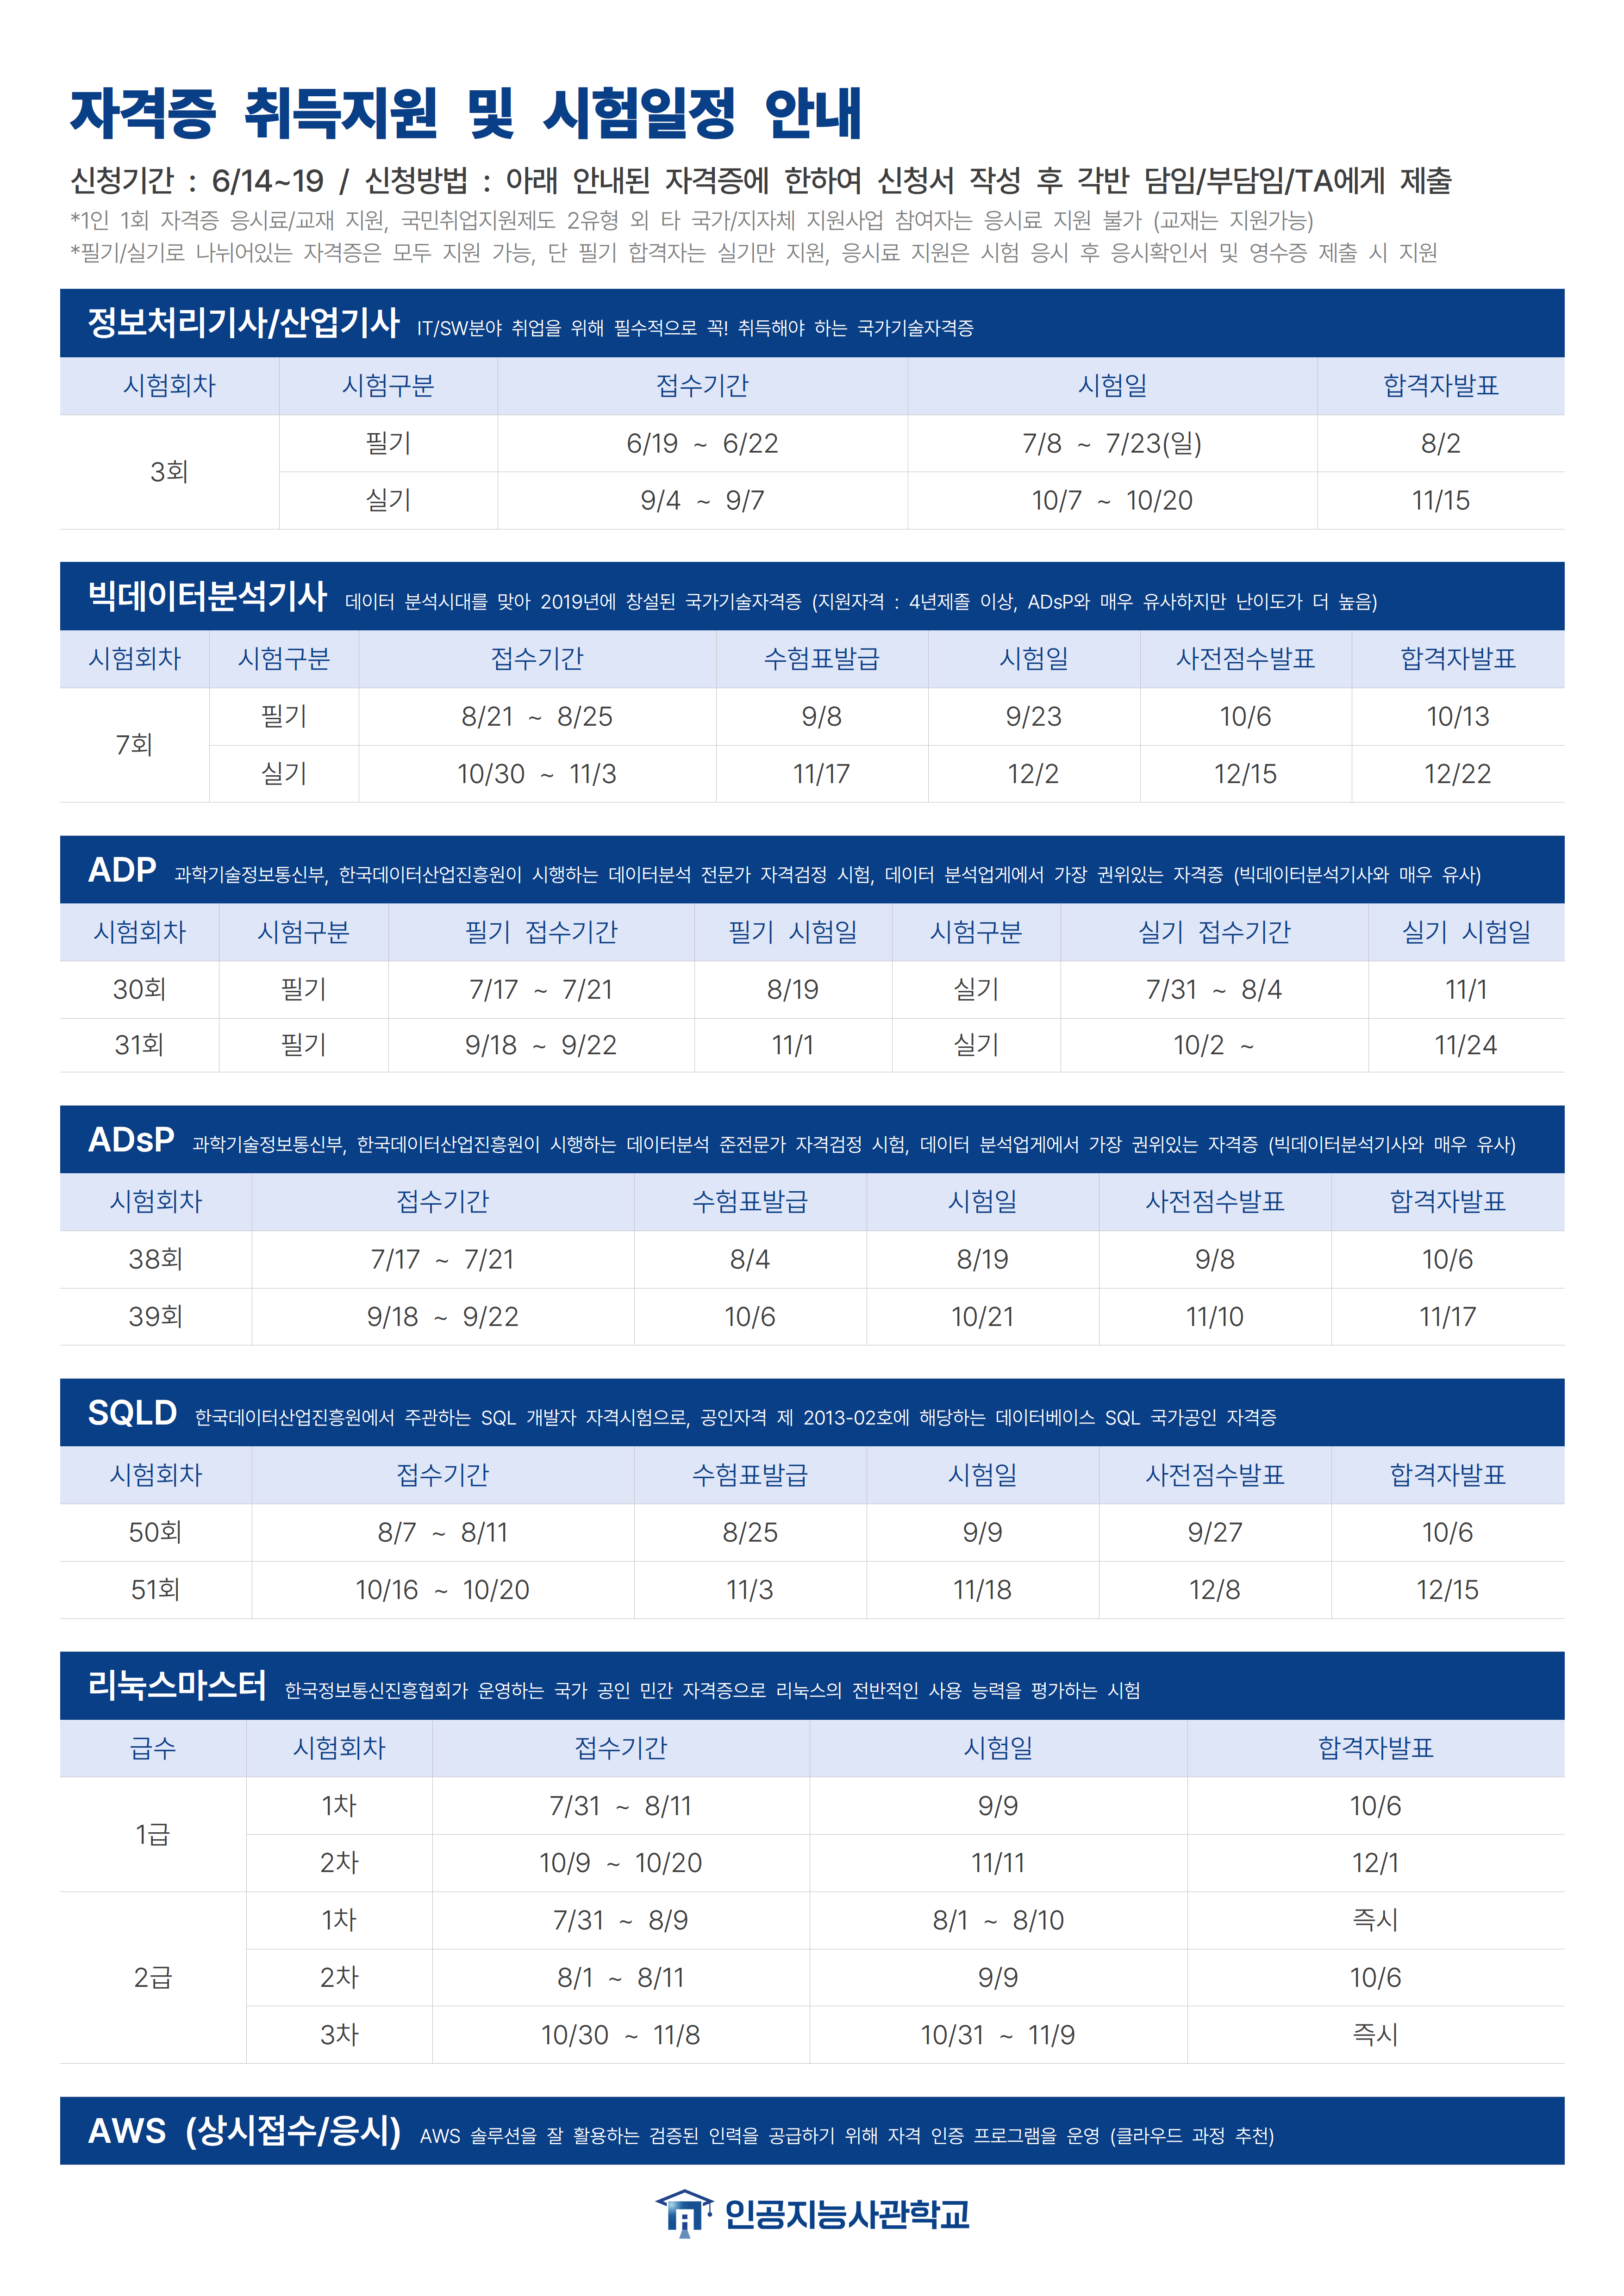 자격증 취득지원 및 시험일정 안내
신청기간 : 6/14~19 / 신청방법 : 아래 안내된 자격증에 한하여 신청서 작성 후 각반 담임/부담임/TA에게 제출
*1인 1회 자격증 응시료/교재 지원, 국민취업지원제도 2유형 외 타 국가/지자체 지원사업 참여자는 응시료 지원 불가 (교재는 지원가능)
*필기/실기로 나뉘어있는 자격증은 모두 지원 가능, 단 필기 합격자는 실기만 지원, 응시료 지원은 시험 응시 후 응시확인서 및 영수증 제출 시 지원
정보처리기사/산업기사 IT/SW분야 취업을 위해 필수적으로 꼭! 취득해야 하는 국가기술자격증
시험회차 시험구분 접수기간 시험일 합격자발표
3회 필기 6/19 ~ 6/22 7/8 ~ 7/23(일) 8/2
실기 9/4 ~ 9/7 10/7 ~ 10/20 11/15
빅데이터분석기사 데이터 분석시대를 맞아 2019년에 창설된 국가기술자격증 (지원자격 : 4년제졸 이상, ADsP와 매우 유사하지만 난이도가 더 높음)
시험회차 시험구분 접수기간 수험표발급 시험일 사전점수발표 합격자발표
7회 필기 8/21 ~ 8/25 9/8 9/23 10/6 10/13
실기 10/30 ~ 11/3 11/17 12/2 12/15 12/22
ADP 과학기술정보통신부, 한국데이터산업진흥원이 시행하는 데이터분석 전문가 자격검정 시험, 데이터 분석업게에서 가장 권위있는 자격증 (빅데이터분석기사와 매우 유사)
시험회차 시험구분 필기 접수기간 필기 시험일 시험구분 실기 접수기간 실기 시험일
30회 필기 7/17 ~ 7/21 8/19 실기 7/31 ~ 8/4 11/1
31회 필기 9/18 ~ 9/22 11/1 실기 10/2 ~ 11/24
ADsP 과학기술정보통신부, 한국데이터산업진흥원이 시행하는 데이터분석 준전문가 자격검정 시험, 데이터 분석업게에서 가장 권위있는 자격증 (빅데이터분석기사와 매우 유사)
시험회차 접수기간 수험표발급 시험일 사전점수발표 합격자발표
38회 7/17 ~ 7/21 8/4 8/19 9/8 10/6
39회 9/18 ~ 9/22 10/6 10/21 11/10 11/17
SQLD 한국데이터산업진흥원에서 주관하는 SQL 개발자 자격시험으로, 공인자격 제 2013-02호에 해당하는 데이터베이스 SQL 국가공인 자격증
시험회차 접수기간 수험표발급 시험일 사전점수발표 합격자발표
50회 8/7 ~ 8/11 8/25 9/9 9/27 10/6
51회 10/16 ~ 10/20 11/3 11/18 12/8 12/15
리눅스마스터 한국정보통신진흥협회가 운영하는 국가 공인 민간 자격증으로 리눅스의 전반적인 사용 능력을 평가하는 시험
급수 시험회차 접수기간 시험일 합격자발표
1급 1차 7/31 ~ 8/11 9/9 10/6
2차 10/9 ~ 10/20 11/11 12/1
2급 1차 7/31 ~ 8/9 8/1 ~ 8/10 즉시
2차 8/1 ~ 8/11 9/9 10/6
3차 10/30 ~ 11/8 10/31 ~ 11/9 즉시
AWS (상시접수/응시) AWS 솔루션을 잘 활용하는 검증된 인력을 공급하기 위해 자격 인증 프로그램을 운영 (클라우드 과정 추천)
인공지능사관학교